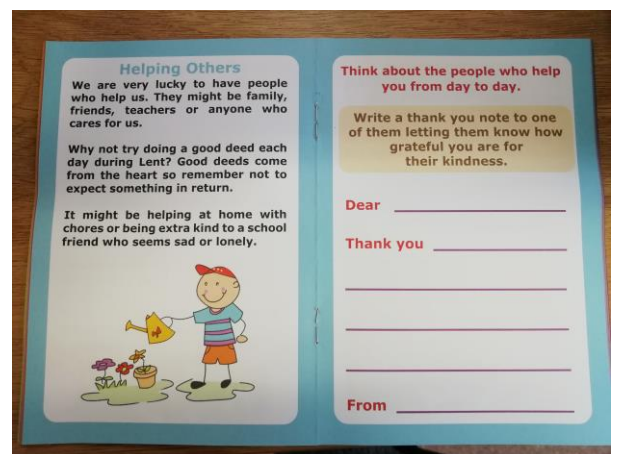 Helping Others
We are very lucky to have people
who help us. They might be family,
friends, teachers or anyone who
cares for us.
Why not try doing a good deed each
day during Lent? Good deeds come
from the heart so remember not to
expect something in return.
It might be helping at home with
chores or being extra kind to a school
friend who seems sad or lonely.
Think about the people who help
you from day to day.
Write a thank you note to one
of them letting them know how
grateful you are for
their kindness.
Dear
Thank you
From